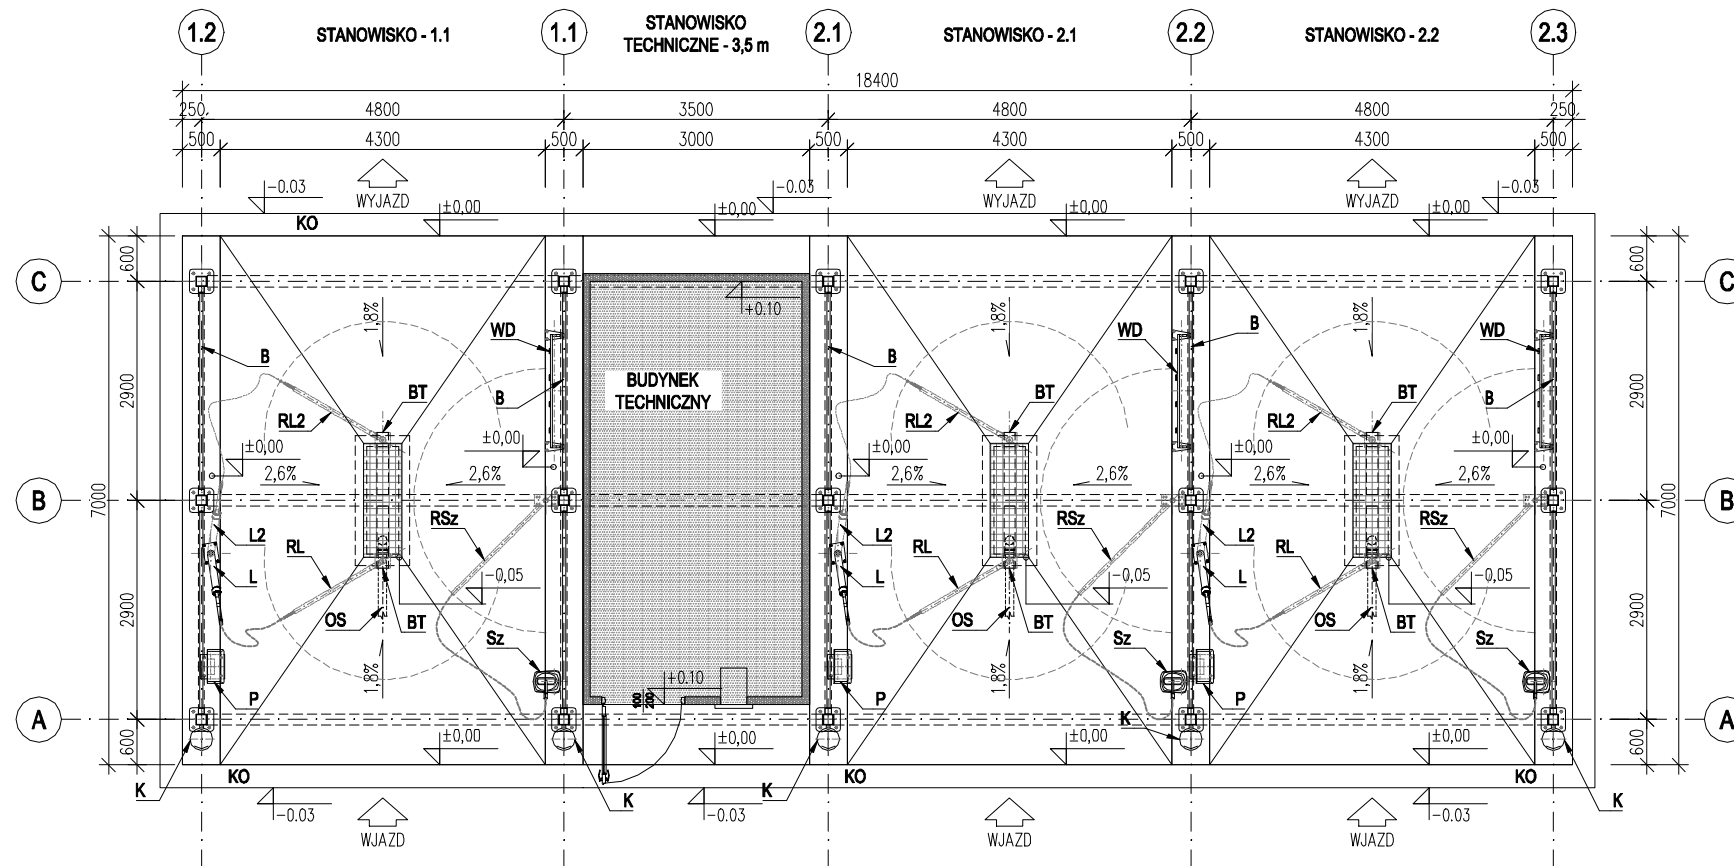 1.2 STANOWISKO - 1.1 1.1 STANOWISKO 2.1 STANOWISKO - 2.1 2.2 STANOWISKO - 2.2 2.3
TECHNICZNE - 3,5 m
18400
250 4800 3500 4800 4800 250
500 4300 500 3000 500 4300 500 4300 500
-0.03 WYJAZD -0.03 WYJAZD WYJAZD -0.03
KO ±0,00 ±0,00 ±0,00 ±0,00
600 600
C C
+0.10
1,8% 1,8% 1,8%
WD B WD B WD
B
2900 BUDYNEK 2900
TECHNICZNY
BT B BT BT B
RL2 RL2 RL2
±0,00 ±0,00 ±0,00 ±0,00 ±0,00
2,6% 2,6% 2,6% 2,6% 2,6% 2,6%
B B
7000 7000
RSz RSz RSz
L2 RL L2 RL L2 RL
L -0,05 L -0,05 L -0,05
2900 2900
OS BT OS BT OS BT
Sz Sz Sz
1,8% 1,8% 1,8%
P +0.10 P P
100
200
A K A
600 ±0,00 ±0,00 ±0,00 ±0,00 600
KO KO KO
K K K K
-0.03 -0.03 -0.03
WJAZD WJAZD WJAZD